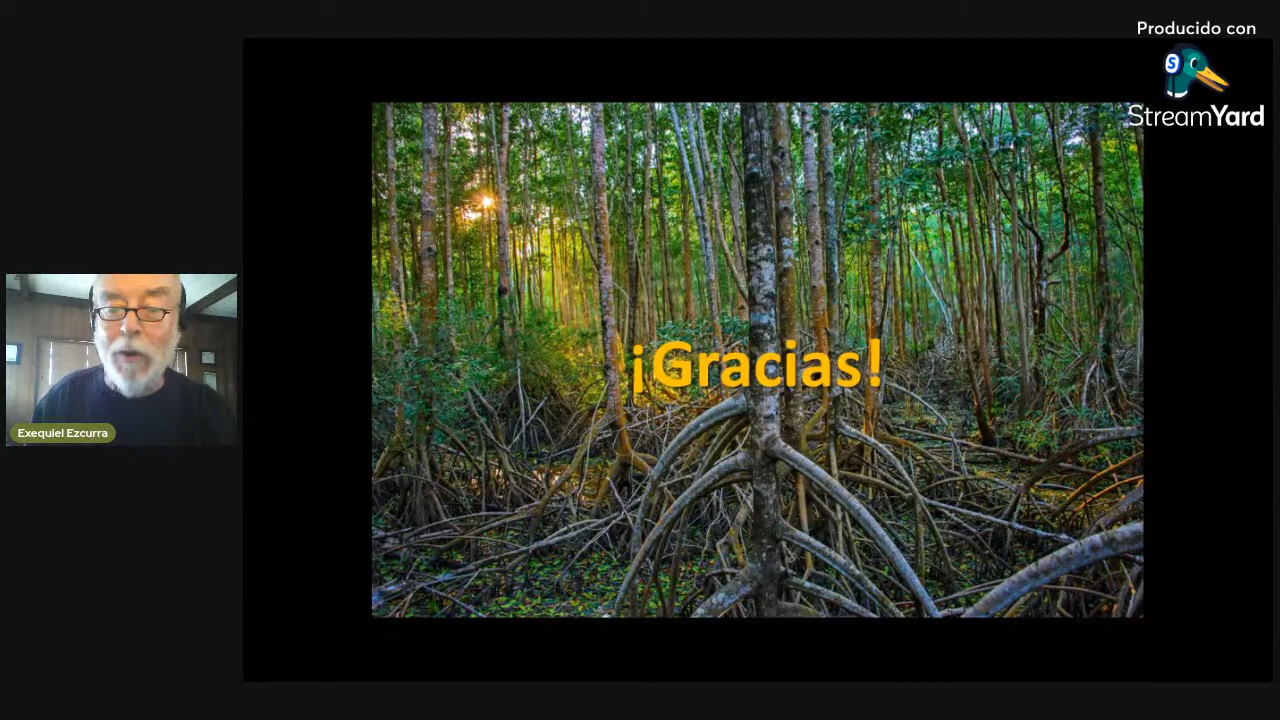 Producido con
S
StreamYard
¡Gracias!
Exequiel Ezcurra